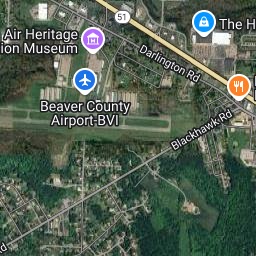 51
Air Heritage
ion Museum
The H
Darlington Rd
Beaver County
Airport-BVI
Blackhawk Rd